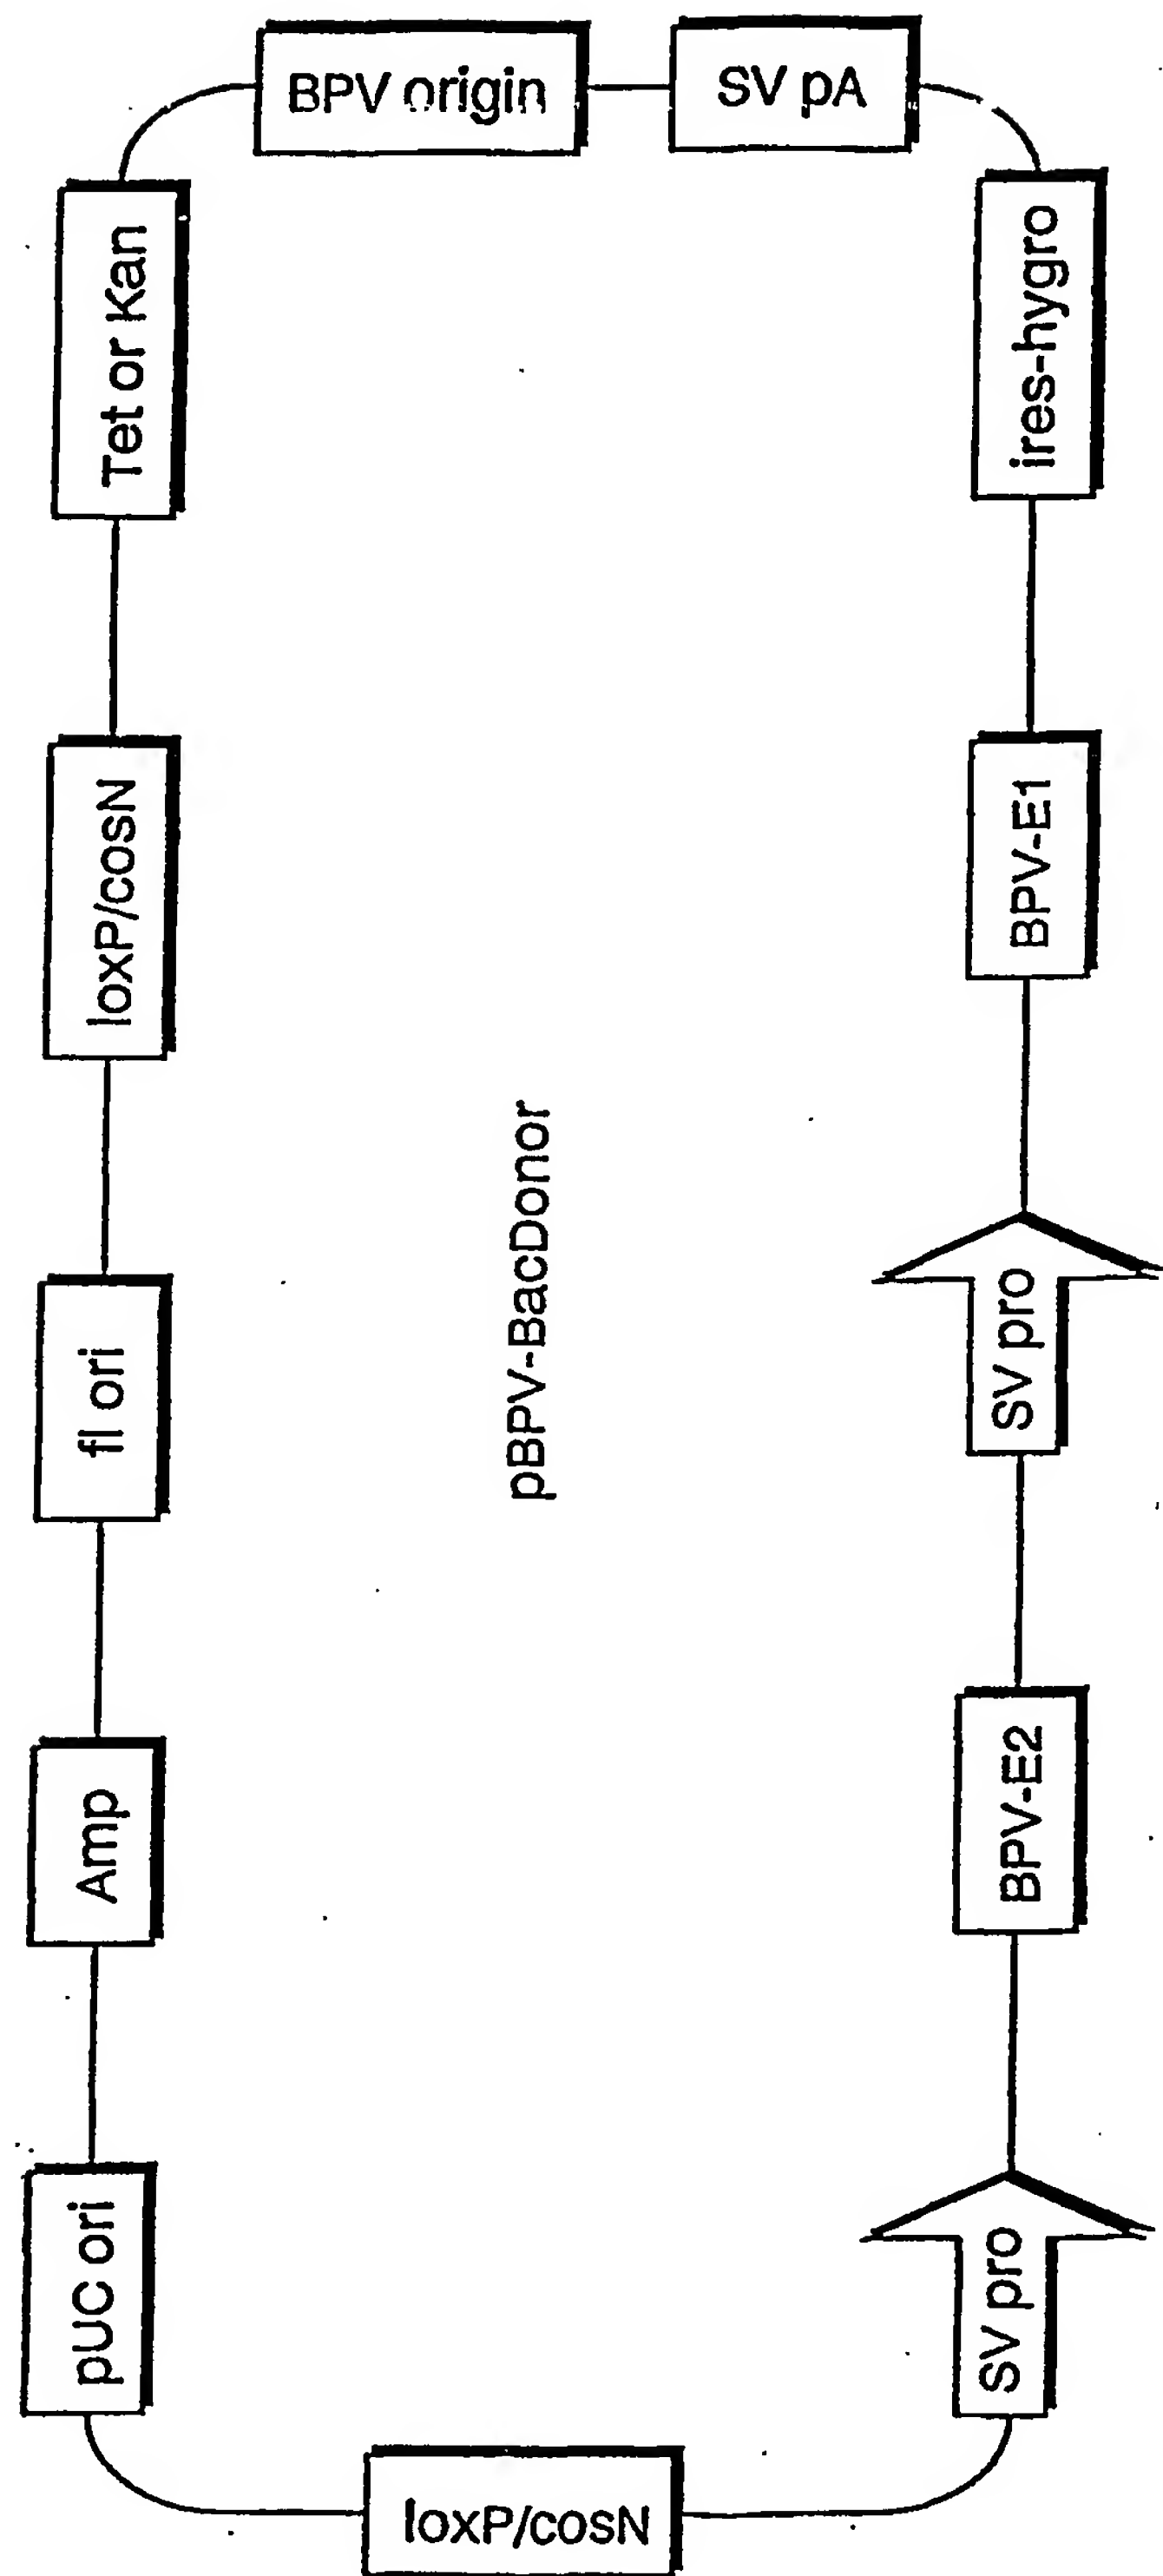 BPV origin
SV pA
Tet or Kan
ires-hygro
loxP/cosN
BPV-E1
fl ori
pBPV-BacDonor
SV pro
Amp
BPV-E2
pUC ori
SV pro
loxP/cosN